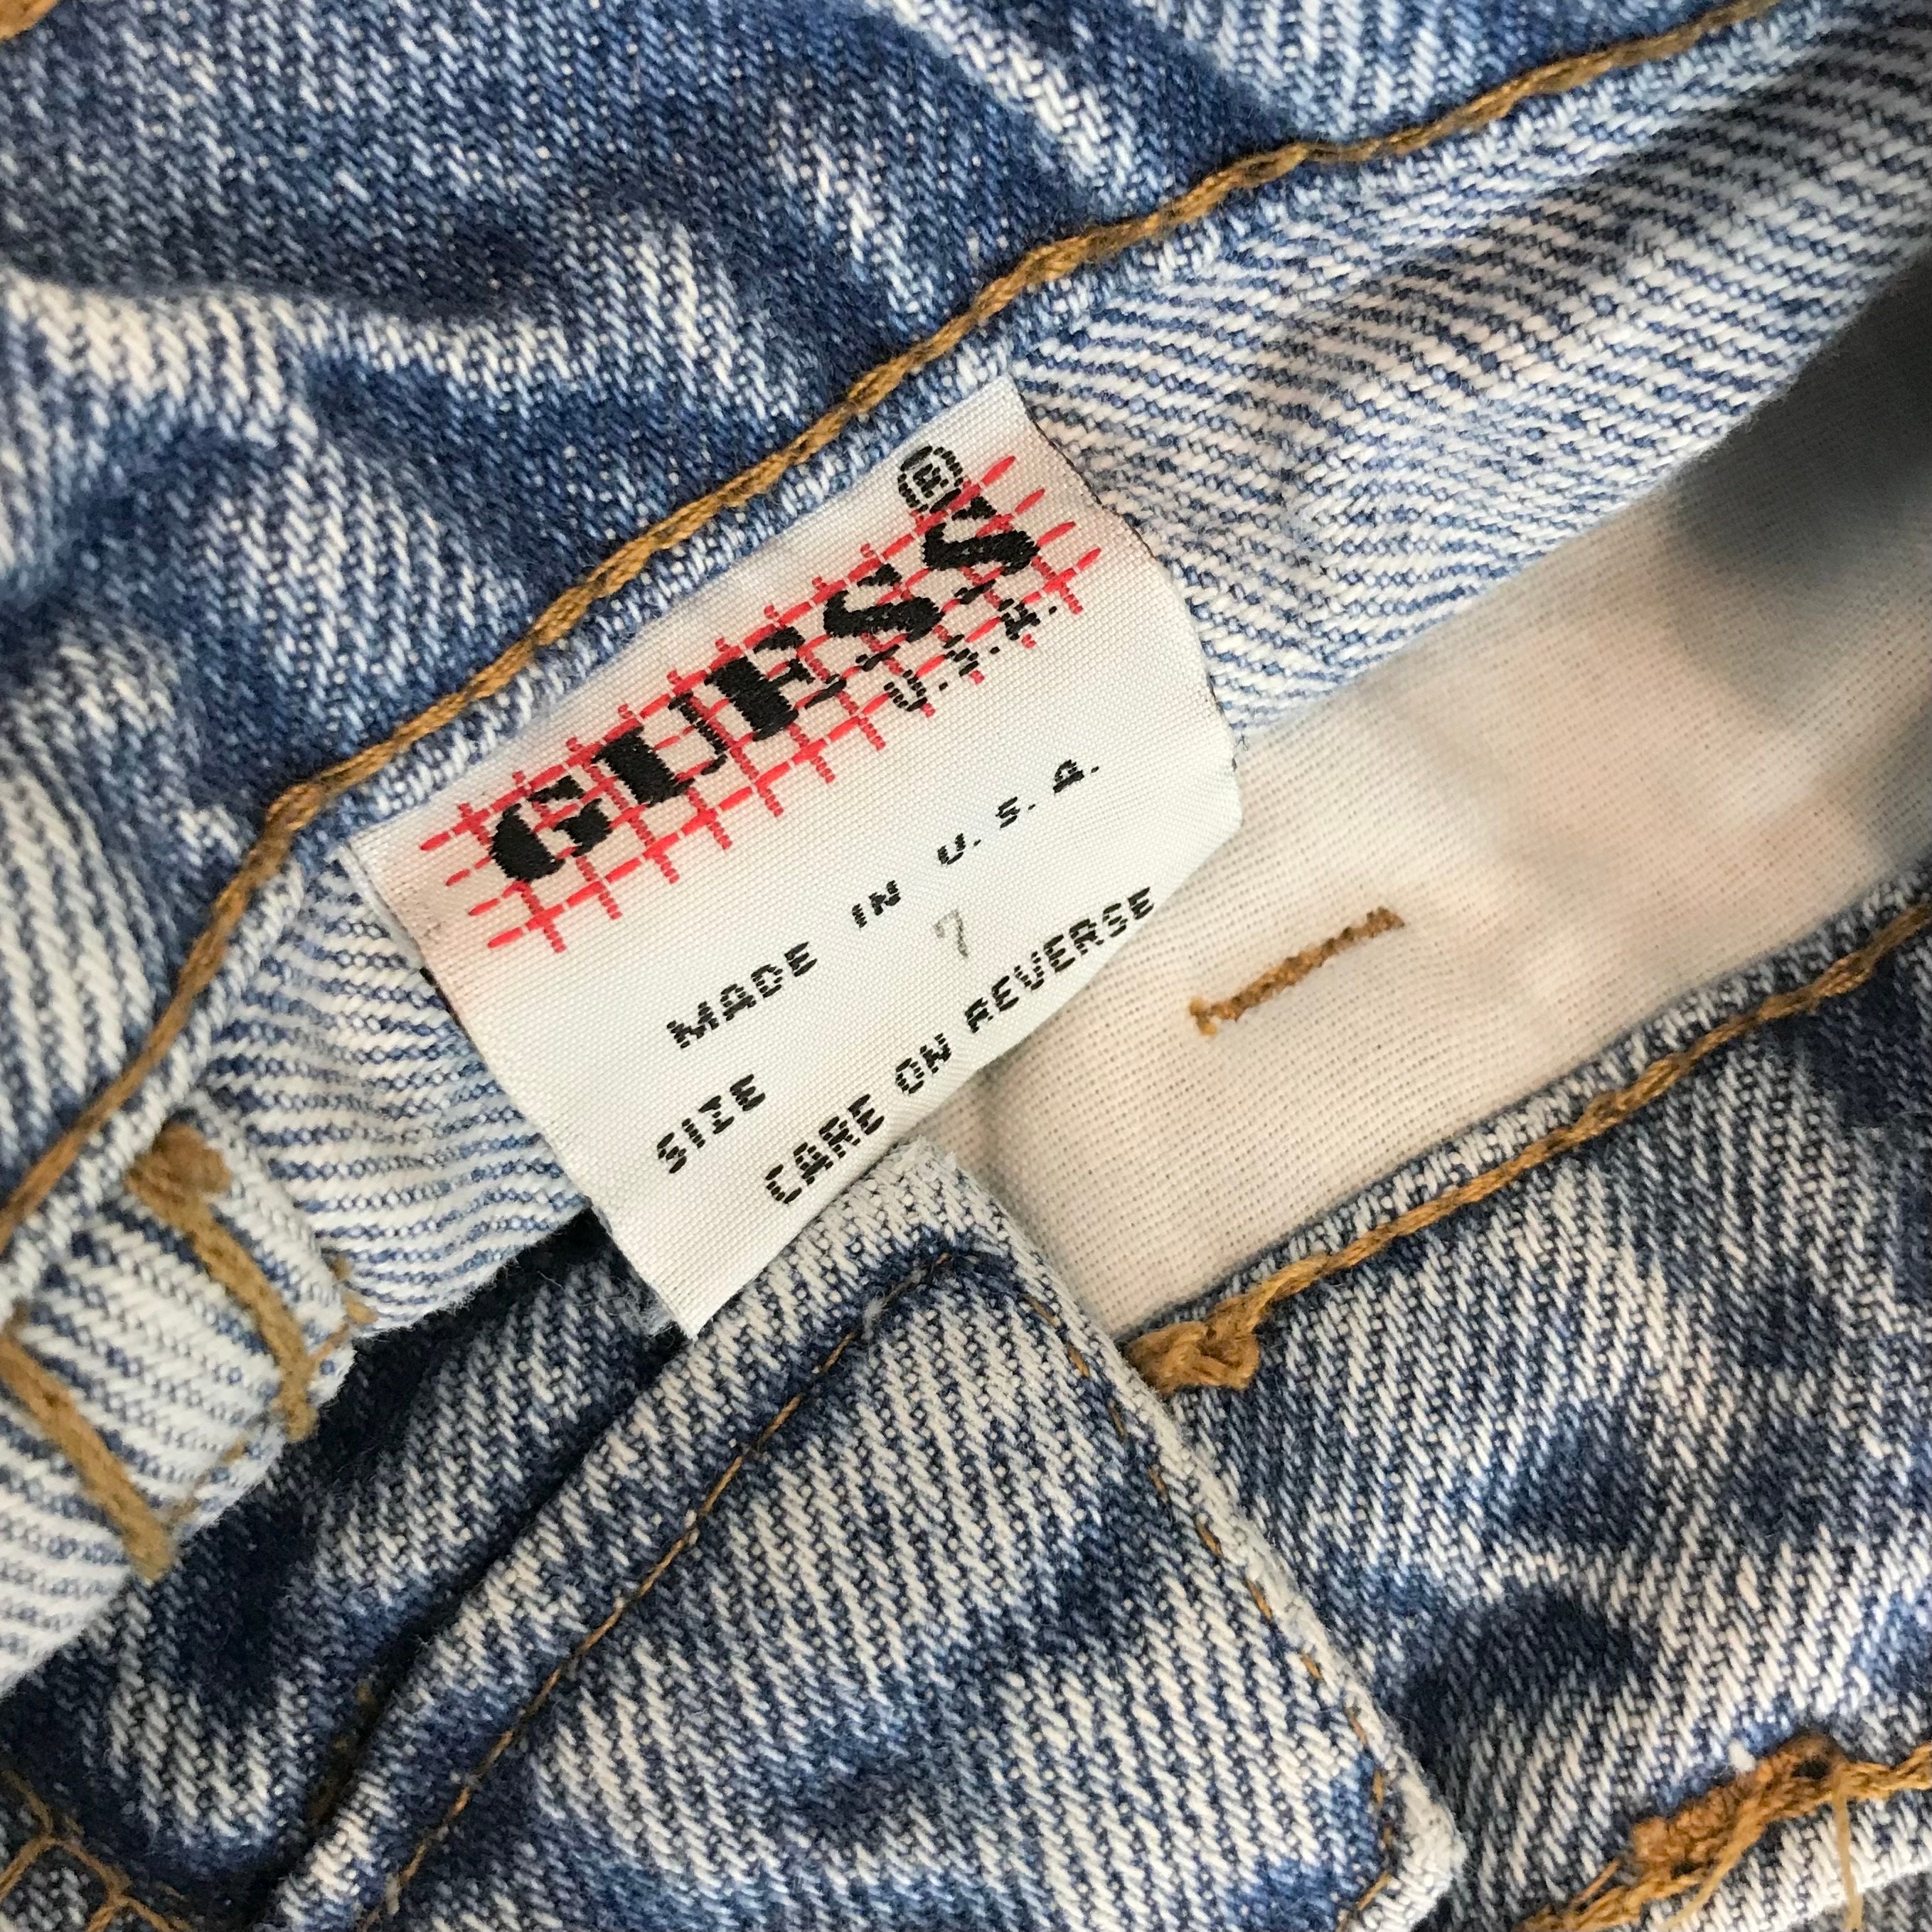 GUESS®
U.S.A.
MADE IN U.S.A.
SIZE 7
CARE ON REVERSE